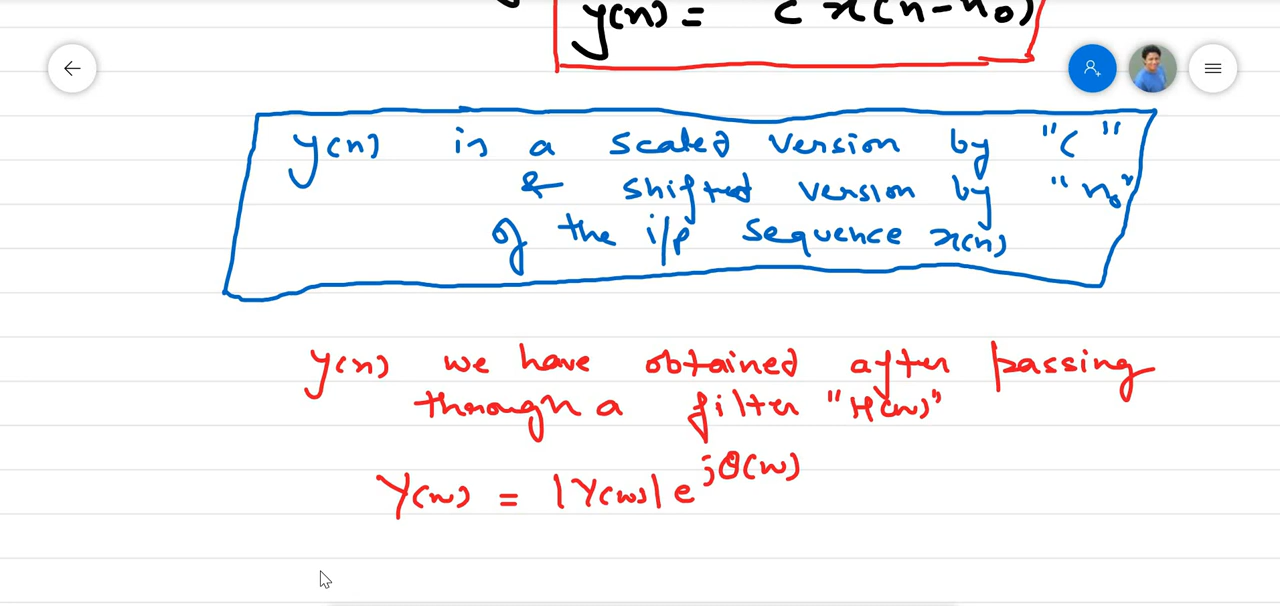 y(n) = C x(n-n₀)
y(n) is a scaled version by "C"
& shifted version by "n₀"
of the i/p sequence x(n)
y(n) we have obtained after passing
through a filter "H(w)"
Y(w) = |Y(w)| e^{jθ(w)}